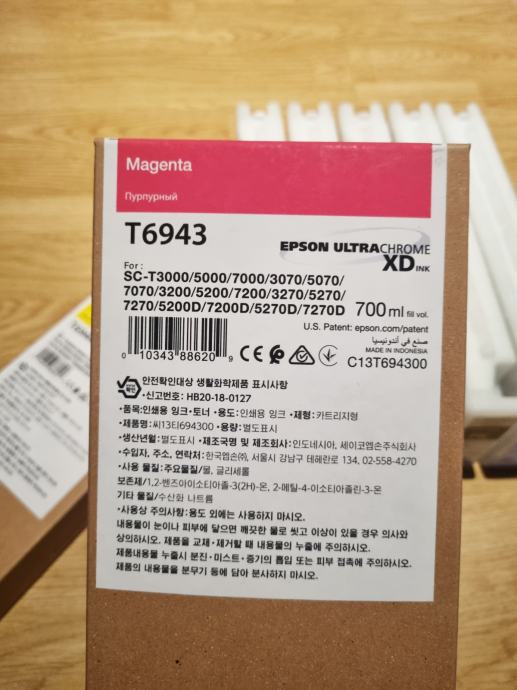 Magenta
Пурпурный
T6943
EPSON ULTRACHROME
XD INK
For :
SC-T3000/5000/7000/3070/5070/
7070/3200/5200/7200/3270/5270/
7270/5200D/7200D/5270D/7270D
700 ml fill vol.
U.S. Patent: epson.com/patent
صنع في أندونيسيا
MADE IN INDONESIA
C13T694300
0 10343 88620 9
안전확인대상 생활화학제품 표시사항
•신고번호: HB20-18-0127
•품목:인쇄용 잉크•토너 •용도:인쇄용 잉크 •제형:카트리지형
•제품명:씨13티694300 •용량:별도표시
•생산년월:별도표시 •제조국명 및 제조회사:인도네시아, 세이코엡손주식회사
•수입자, 주소, 연락처:한국엡손㈜, 서울시 강남구 테헤란로 134, 02-558-4270
•사용 물질:주요물질/물, 글리세롤
보존제/1,2-벤즈아이소티아졸-3(2H)-온, 2-메틸-4-이소티아졸린-3-온
기타 물질/수산화 나트륨
•사용상 주의사항:용도 외에는 사용하지 마시오.
내용물이 눈이나 피부에 닿으면 깨끗한 물로 씻고 이상이 있을 경우 의사와
상의하시오. 제품을 교체•제거할 때 내용물의 누출에 주의하시오.
제품내용물 누출시 분진•미스트•증기의 흡입 또는 피부 접촉에 주의하시오.
제품의 내용물을 분무기 등에 담아 분사하지 마시오.